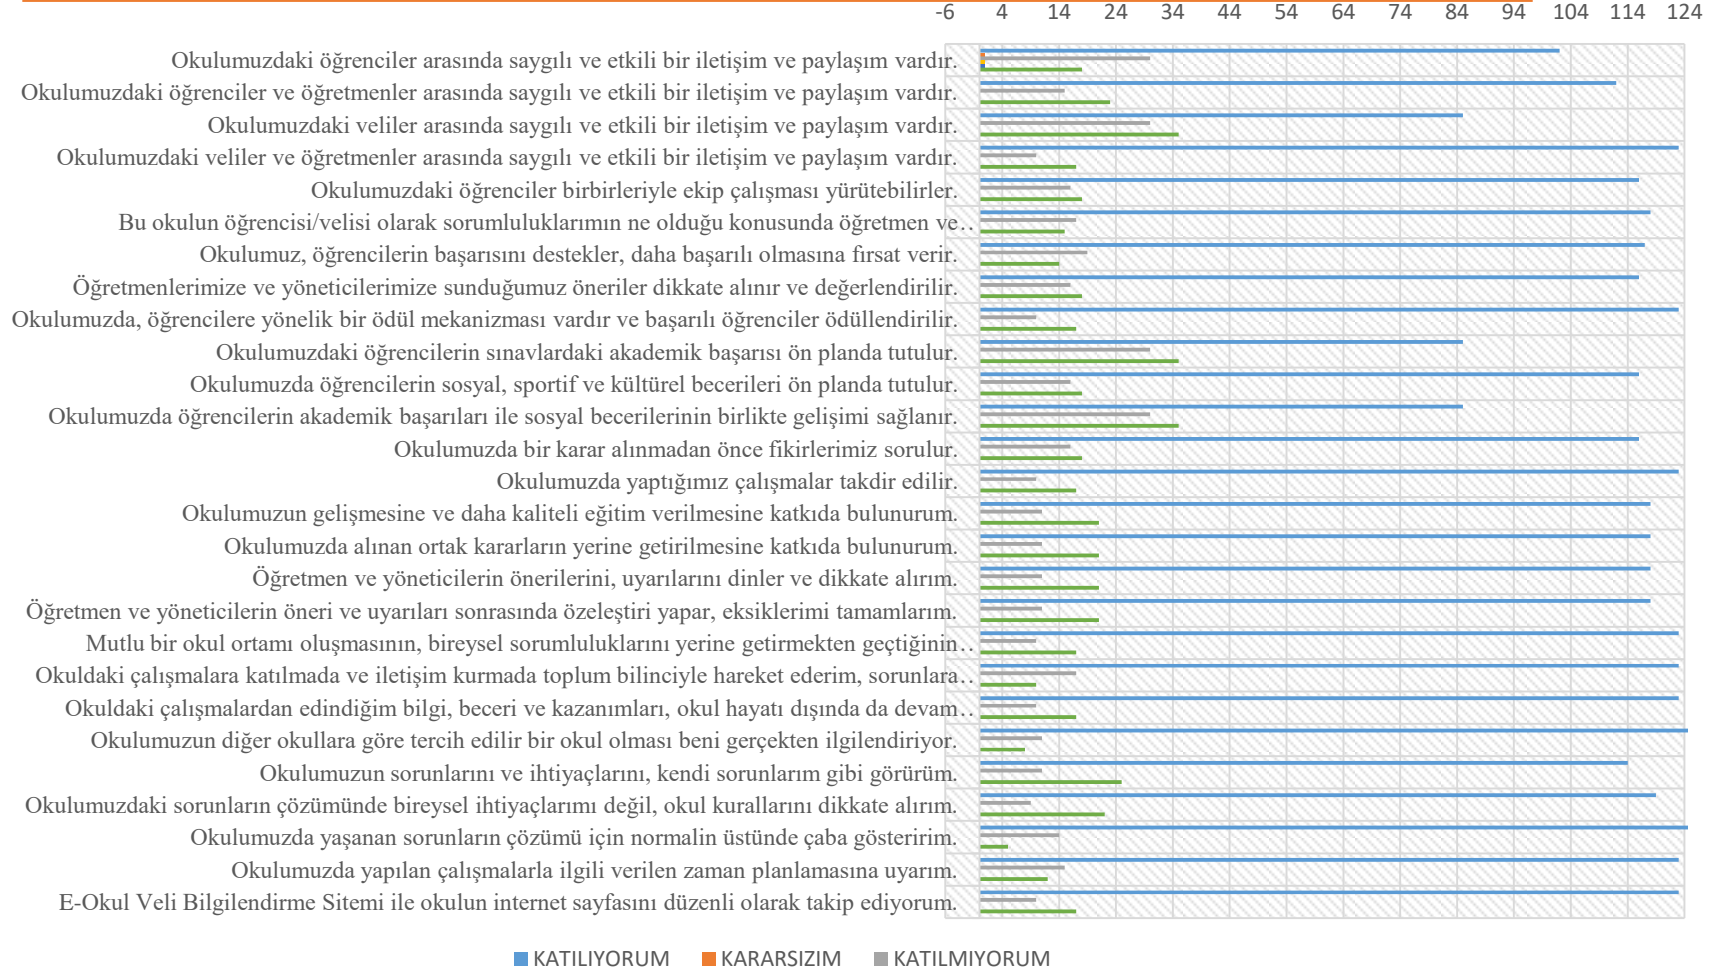 -6 4 14 24 34 44 54 64 74 84 94 104 114 124
Okulumuzdaki öğrenciler arasında saygılı ve etkili bir iletişim ve paylaşım vardır.
Okulumuzdaki öğrenciler ve öğretmenler arasında saygılı ve etkili bir iletişim ve paylaşım vardır.
Okulumuzdaki veliler arasında saygılı ve etkili bir iletişim ve paylaşım vardır.
Okulumuzdaki veliler ve öğretmenler arasında saygılı ve etkili bir iletişim ve paylaşım vardır.
Okulumuzdaki öğrenciler birbirleriyle ekip çalışması yürütebilirler.
Bu okulun öğrencisi/velisi olarak sorumluluklarımın ne olduğu konusunda öğretmen ve..
Okulumuz, öğrencilerin başarısını destekler, daha başarılı olmasına fırsat verir.
Öğretmenlerimize ve yöneticilerimize sunduğumuz öneriler dikkate alınır ve değerlendirilir.
Okulumuzda, öğrencilere yönelik bir ödül mekanizması vardır ve başarılı öğrenciler ödüllendirilir.
Okulumuzdaki öğrencilerin sınavlardaki akademik başarısı ön planda tutulur.
Okulumuzda öğrencilerin sosyal, sportif ve kültürel becerileri ön planda tutulur.
Okulumuzda öğrencilerin akademik başarıları ile sosyal becerilerinin birlikte gelişimi sağlanır.
Okulumuzda bir karar alınmadan önce fikirlerimiz sorulur.
Okulumuzda yaptığımız çalışmalar takdir edilir.
Okulumuzun gelişmesine ve daha kaliteli eğitim verilmesine katkıda bulunurum.
Okulumuzda alınan ortak kararların yerine getirilmesine katkıda bulunurum.
Öğretmen ve yöneticilerin önerilerini, uyarılarını dinler ve dikkate alırım.
Öğretmen ve yöneticilerin öneri ve uyarıları sonrasında özeleştiri yapar, eksiklerimi tamamlarım.
Mutlu bir okul ortamı oluşmasının, bireysel sorumluluklarını yerine getirmekten geçtiğinin..
Okuldaki çalışmalara katılmada ve iletişim kurmada toplum bilinciyle hareket ederim, sorunlara..
Okuldaki çalışmalardan edindiğim bilgi, beceri ve kazanımları, okul hayatı dışında da devam..
Okulumuzun diğer okullara göre tercih edilir bir okul olması beni gerçekten ilgilendiriyor.
Okulumuzun sorunlarını ve ihtiyaçlarını, kendi sorunlarım gibi görürüm.
Okulumuzdaki sorunların çözümünde bireysel ihtiyaçlarımı değil, okul kurallarını dikkate alırım.
Okulumuzda yaşanan sorunların çözümü için normalin üstünde çaba gösteririm.
Okulumuzda yapılan çalışmalarla ilgili verilen zaman planlamasına uyarım.
E-Okul Veli Bilgilendirme Sitemi ile okulun internet sayfasını düzenli olarak takip ediyorum.
KATILIYORUM KARARSIZIM KATILMIYORUM